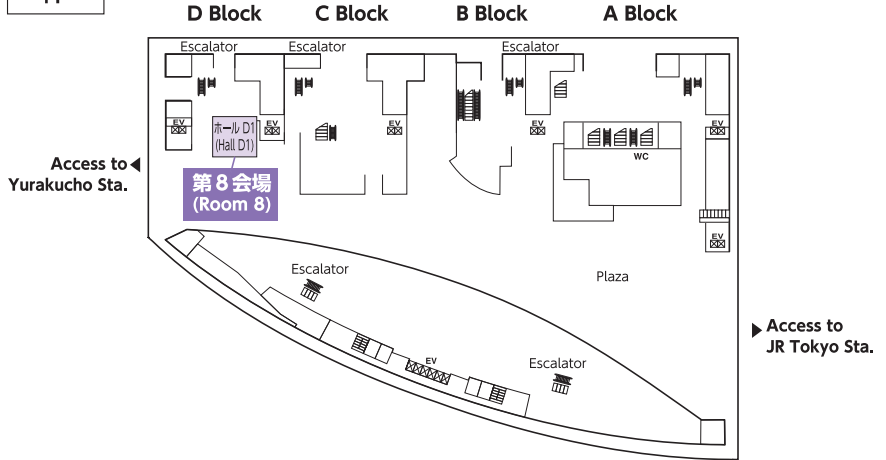 D Block
C Block
B Block
A Block
Escalator
Escalator
Escalator
EV
EV
EV
EV
EV
ホール D1
(Hall D1)
WC
Access to
Yurakucho Sta.
第8会場
(Room 8)
EV
Escalator
Plaza
Access to
JR Tokyo Sta.
EV
Escalator